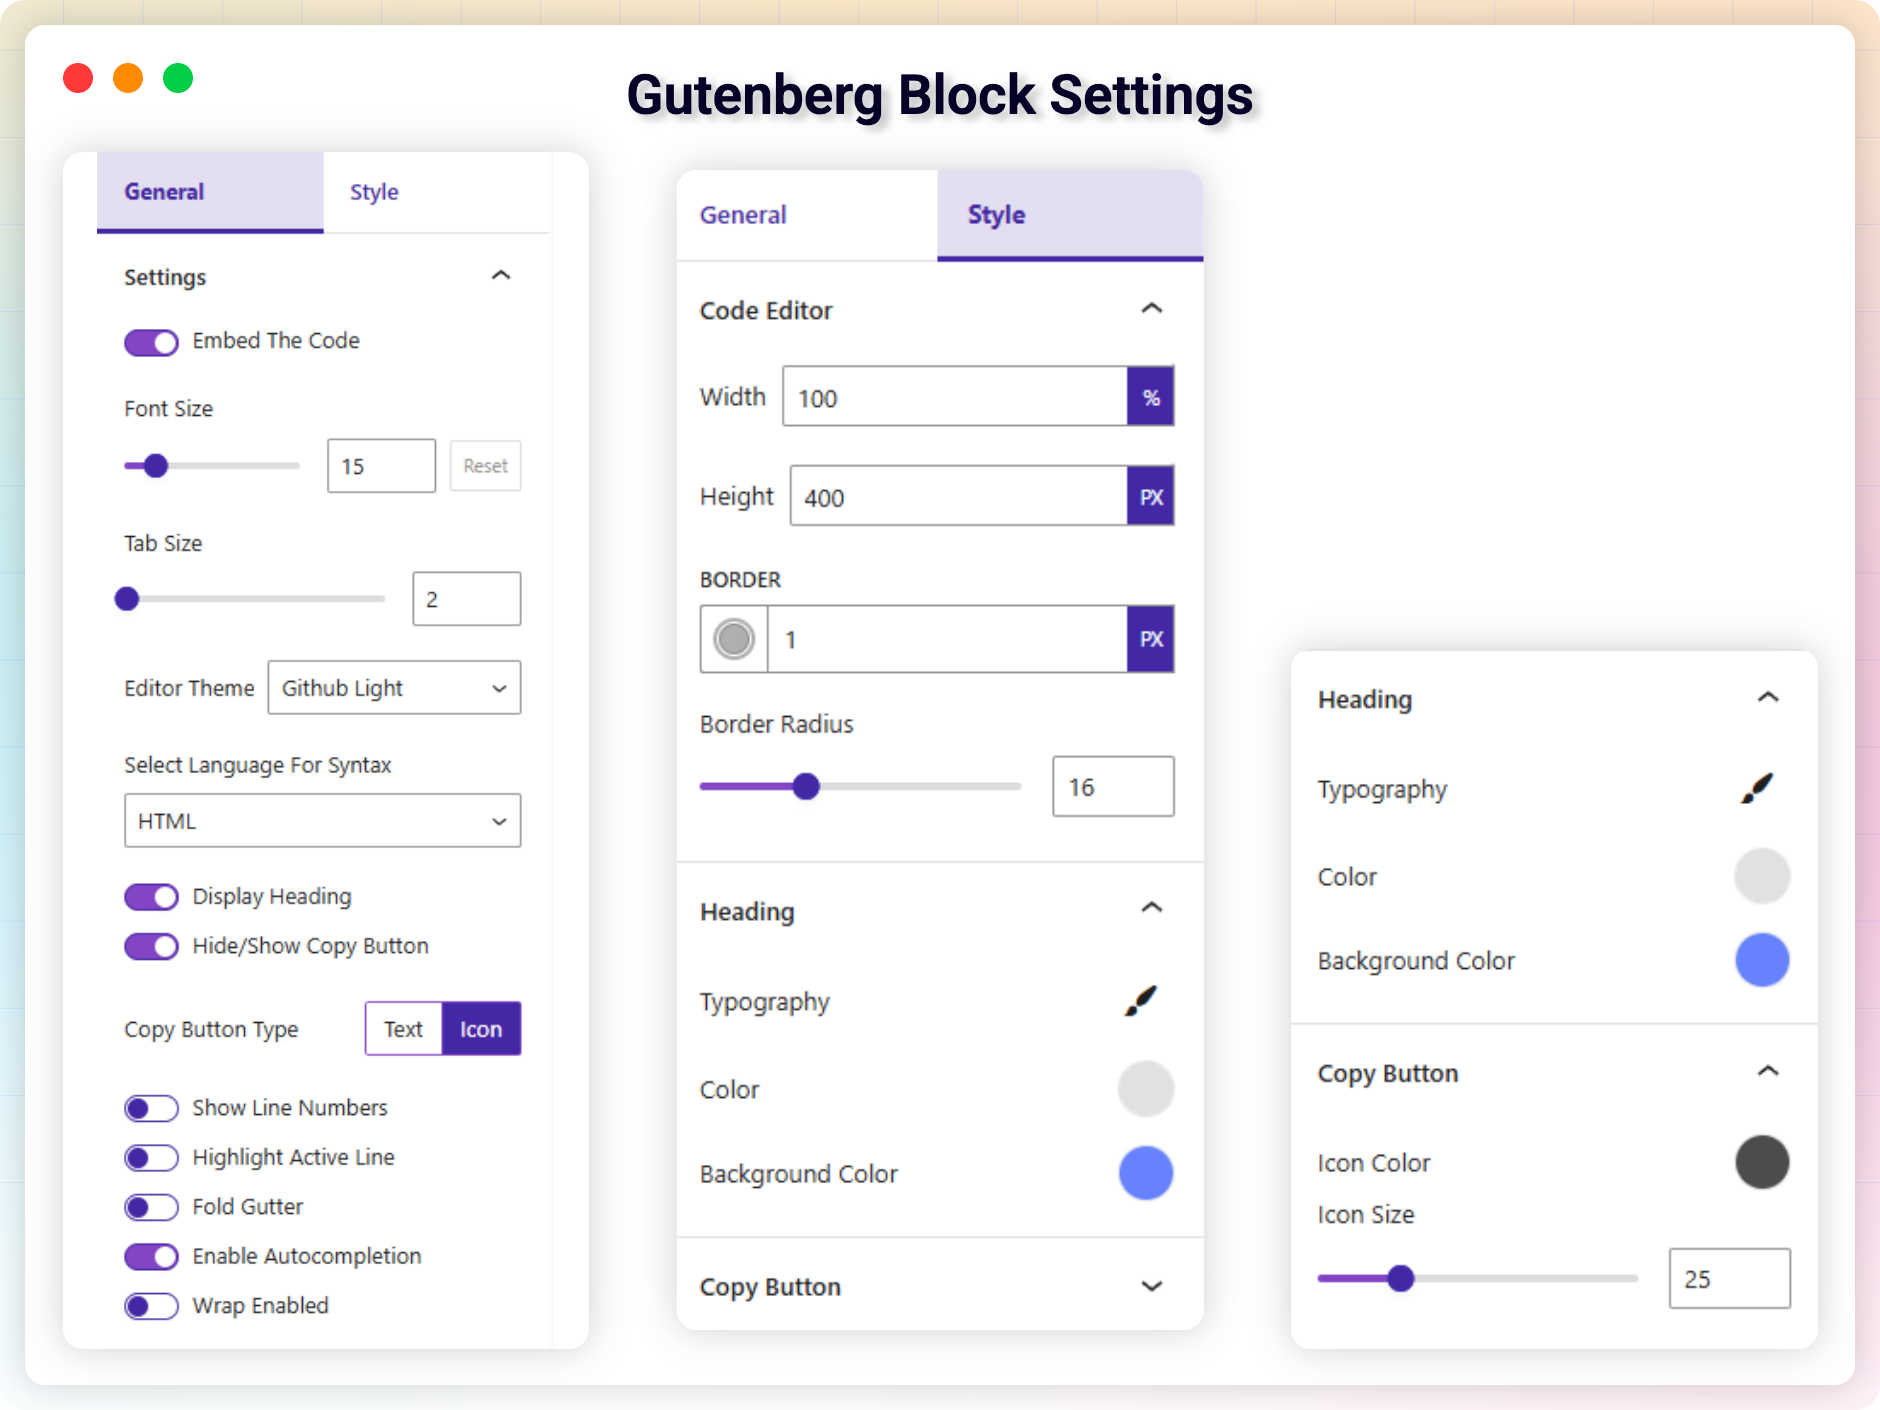 Gutenberg Block Settings
General Style
Settings
Embed The Code
Font Size
15 Reset
Tab Size
2
Editor Theme Github Light
Select Language For Syntax
HTML
Display Heading
Hide/Show Copy Button
Copy Button Type Text Icon
Show Line Numbers
Highlight Active Line
Fold Gutter
Enable Autocompletion
Wrap Enabled
General Style
Code Editor
Width 100 %
Height 400 PX
BORDER
1 PX
Border Radius
16
Heading
Typography
Color
Background Color
Copy Button
Heading
Typography
Color
Background Color
Copy Button
Icon Color
Icon Size
25